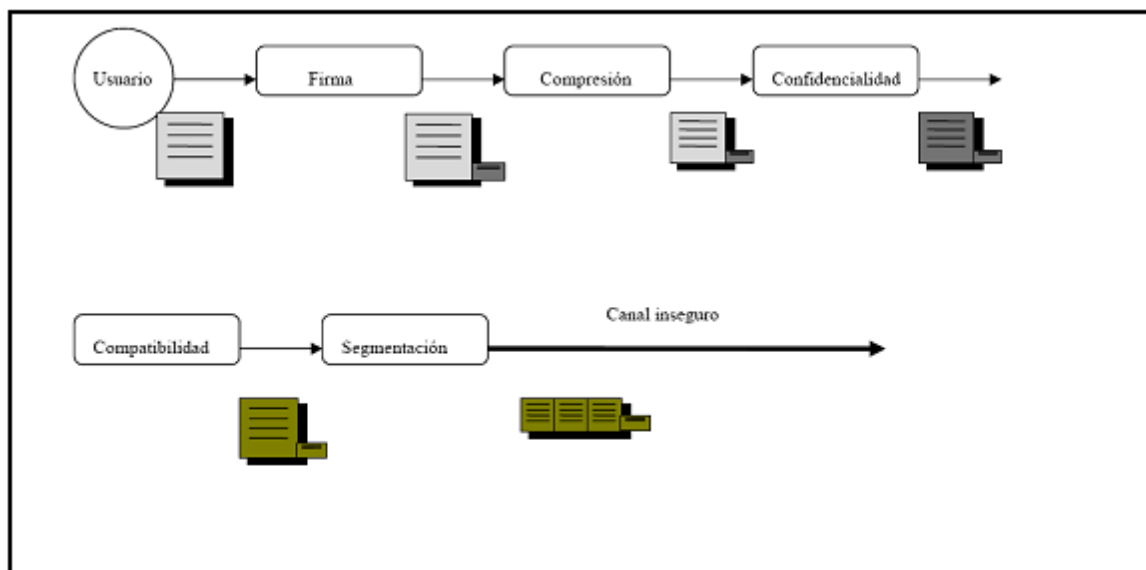 Usuario
Firma
Compresión
Confidencialidad
Compatibilidad
Segmentación
Canal inseguro